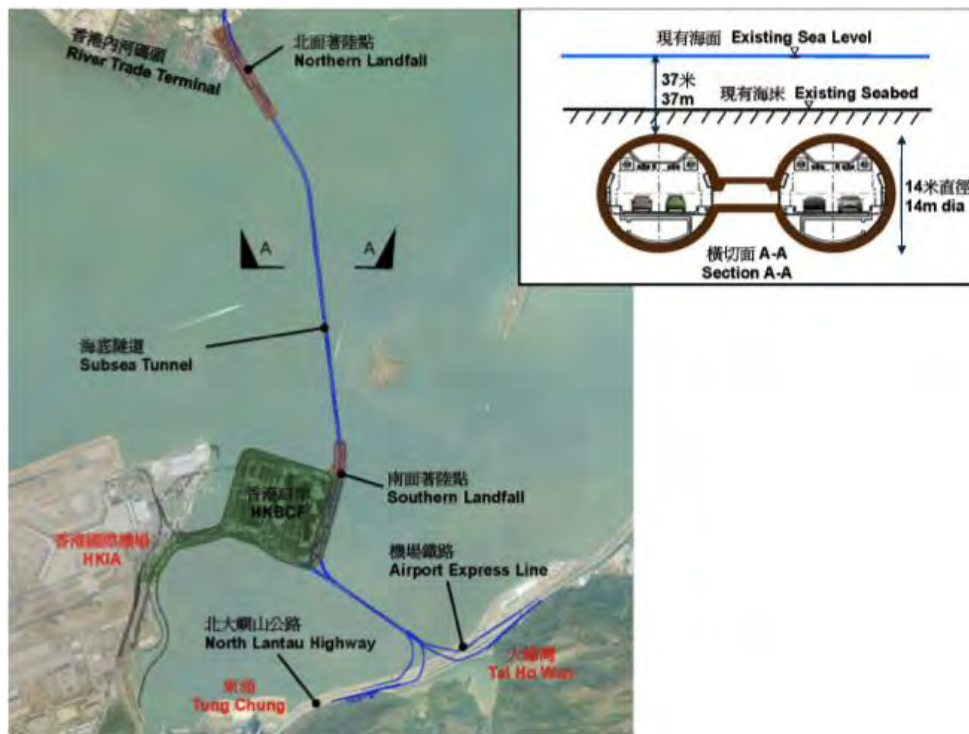 香港內河碼頭
River Trade Terminal
北面著陸點
Northern Landfall
現有海面 Existing Sea Level
37米
37m
現有海床 Existing Seabed
14米直徑
14m dia
橫切面 A-A
Section A-A
A
A
海底隧道
Subsea Tunnel
南面著陸點
Southern Landfall
香港口岸
HKBCF
香港國際機場
HKIA
機場鐵路
Airport Express Line
北大嶼山公路
North Lantau Highway
大蠔灣
Tai Ho Wan
東涌
Tung Chung